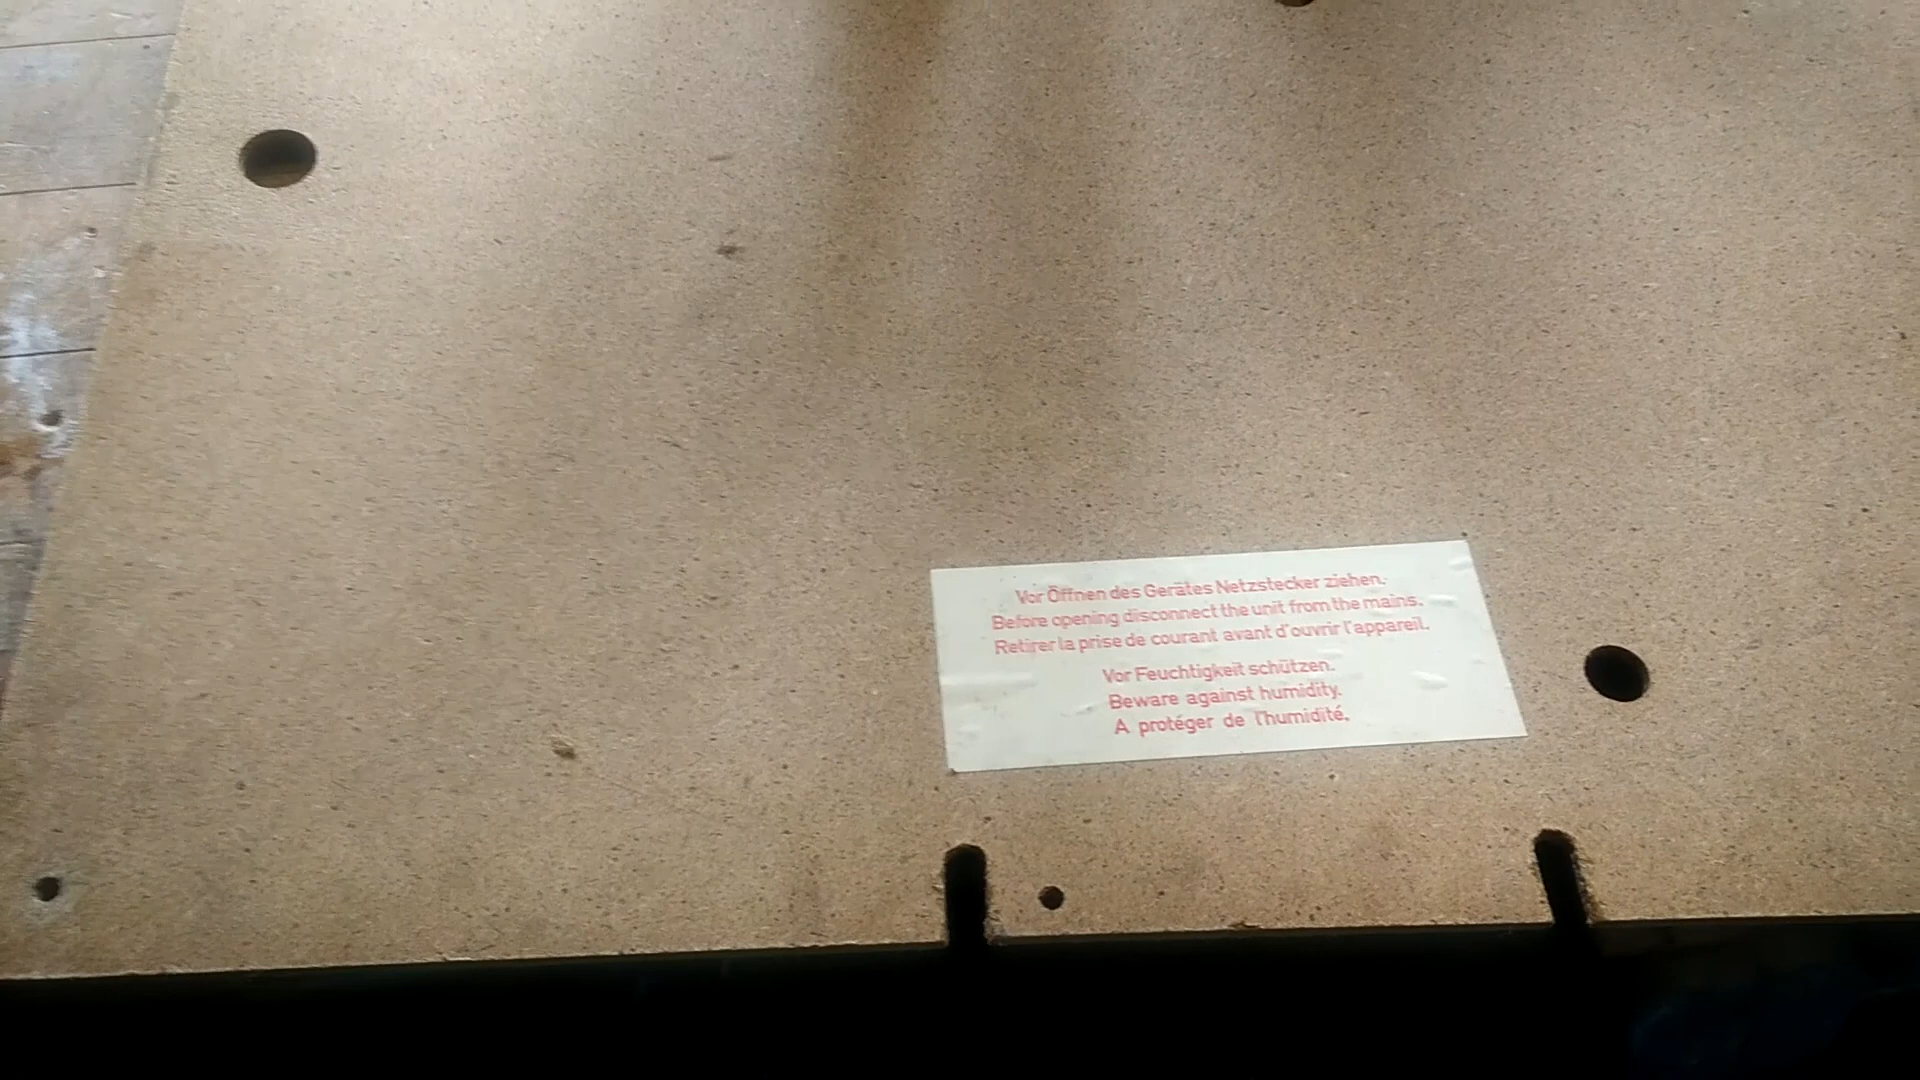 Vor Öffnen des Gerätes Netzstecker ziehen.
Before opening disconnect the unit from the mains.
Retirer la prise de courant avant d'ouvrir l'appareil.
Vor Feuchtigkeit schützen.
Beware against humidity.
A protéger de l'humidité.